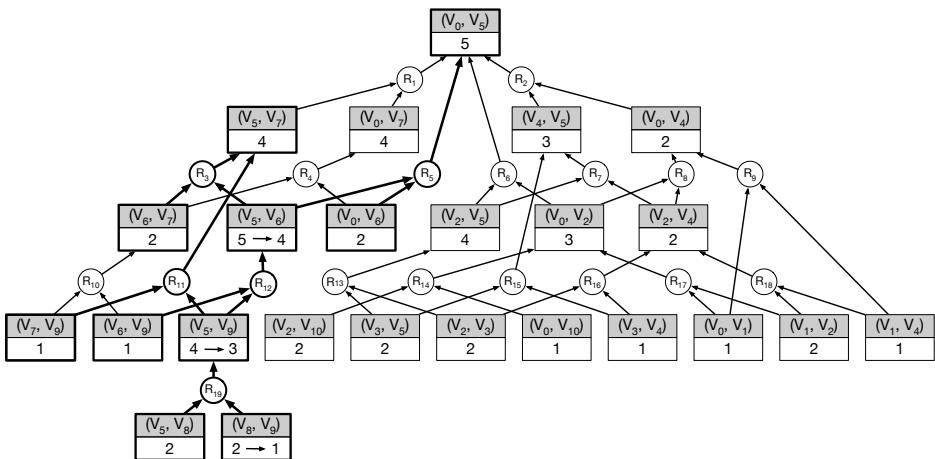 (V₀, V₅)
5
R₁
R₂
(V₅, V₇)
4
(V₀, V₇)
4
(V₄, V₅)
3
(V₀, V₄)
2
R₃
R₄
R₅
R₆
R₇
R₈
R₉
(V₆, V₇)
2
(V₅, V₆)
5 → 4
(V₀, V₆)
2
(V₂, V₅)
4
(V₀, V₂)
3
(V₂, V₄)
2
R₁₀
R₁₁
R₁₂
R₁₃
R₁₄
R₁₅
R₁₆
R₁₇
R₁₈
(V₇, V₉)
1
(V₆, V₉)
1
(V₅, V₉)
4 → 3
(V₂, V₁₀)
2
(V₃, V₅)
2
(V₂, V₃)
2
(V₀, V₁₀)
1
(V₃, V₄)
1
(V₀, V₁)
1
(V₁, V₂)
2
(V₁, V₄)
1
R₁₉
(V₅, V₈)
2
(V₈, V₉)
2 → 1